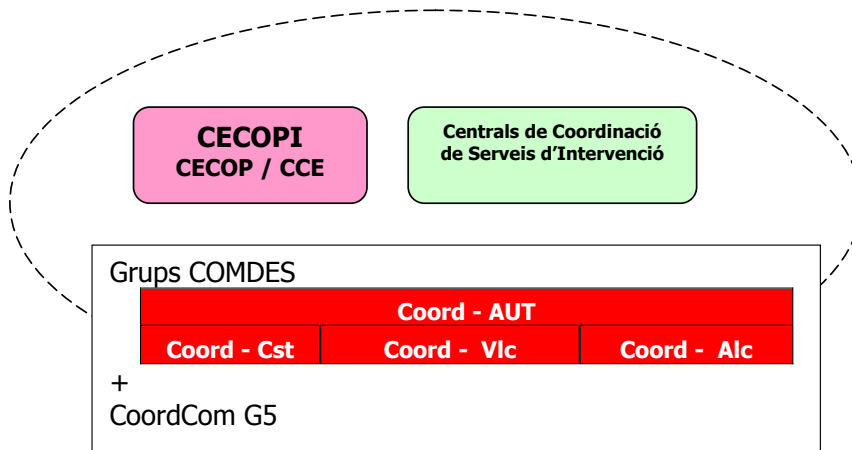 CECOPI
CECOP / CCE
Centrals de Coordinació
de Serveis d’Intervenció
Grups COMDES
Coord - AUT
Coord - Cst
Coord - Vlc
Coord - Alc
+
CoordCom G5